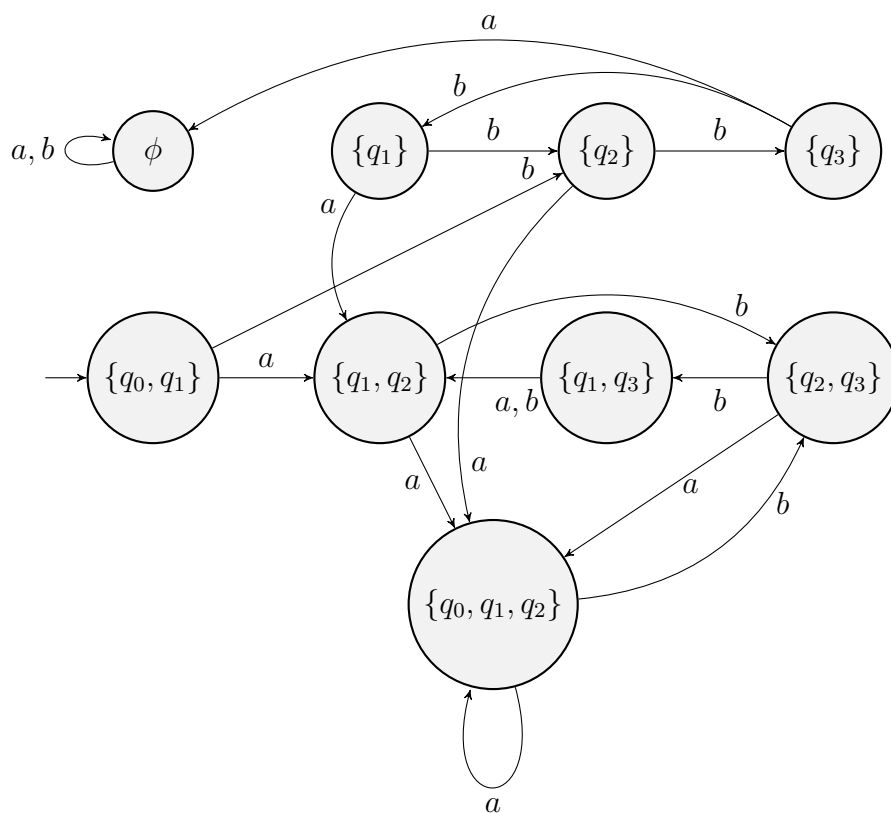 a
b
a, b
ϕ
{q₁}
b
{q₂}
b
{q₃}
a
b
{q₀, q₁}
a
{q₁, q₂}
a, b
{q₁, q₃}
b
b
{q₂, q₃}
a
a
a
b
{q₀, q₁, q₂}
a